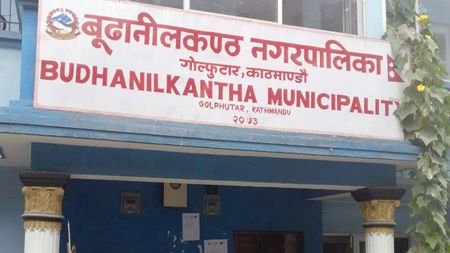 बूढानीलकण्ठ नगरपालिका
गोल्फुटार, काठमाण्डौ
BUDHANILKANTHA MUNICIPALITY
GOLPHUTAR, KATHMANDU
२०७३